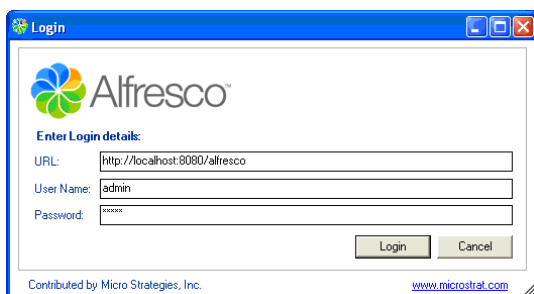 Login
Alfresco™
Enter Login details:
URL: http://localhost:8080/alfresco
User Name: admin
Password: *****
Login Cancel
Contributed by Micro Strategies, Inc. www.microstrat.com